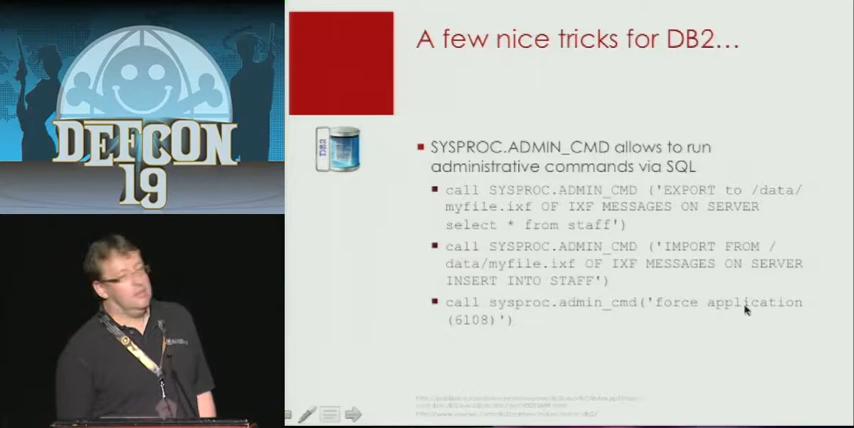 DEFCON
19
A few nice tricks for DB2...
DB2
SYSPROC.ADMIN_CMD allows to run
administrative commands via SQL
call SYSPROC.ADMIN_CMD ('EXPORT to /data/
myfile.ixf OF IXF MESSAGES ON SERVER
select * from staff')
call SYSPROC.ADMIN_CMD ('IMPORT FROM /
data/myfile.ixf OF IXF MESSAGES ON SERVER
INSERT INTO STAFF')
call sysproc.admin_cmd('force application
(6108)')